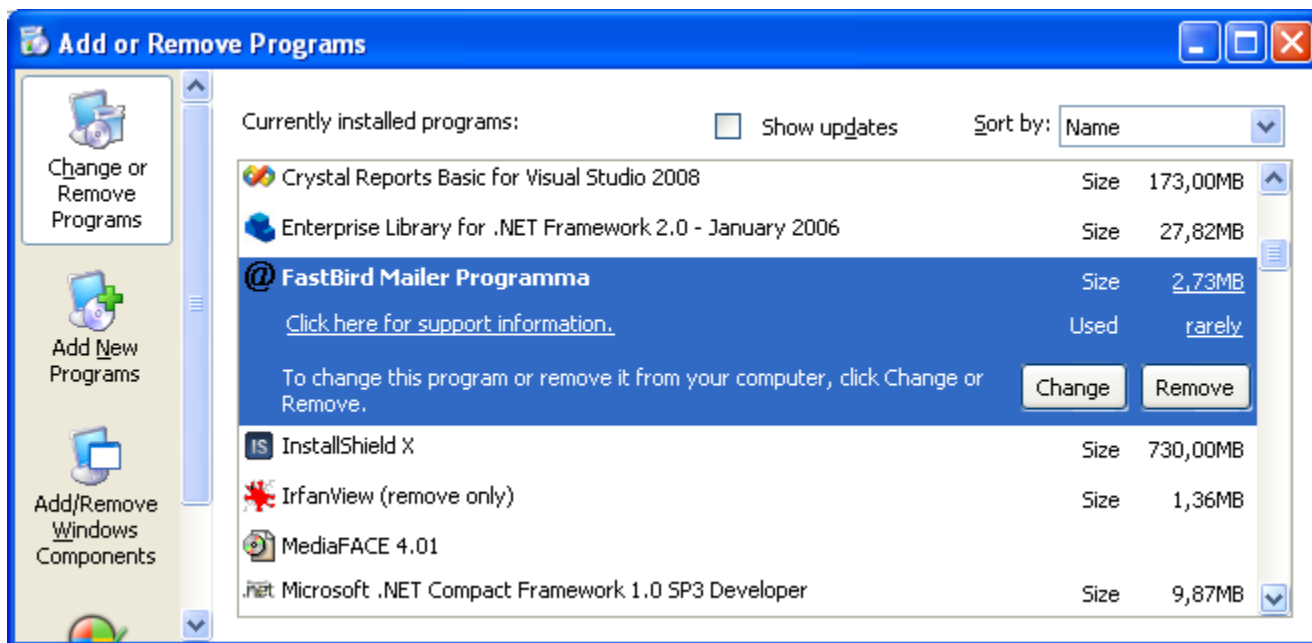 Add or Remove Programs
Change or
Remove
Programs
Add New
Programs
Add/Remove
Windows
Components
Currently installed programs:
Show updates
Sort by: Name
Crystal Reports Basic for Visual Studio 2008 Size 173,00MB
Enterprise Library for .NET Framework 2.0 - January 2006 Size 27,82MB
@ FastBird Mailer Programma Size 2,73MB
Click here for support information. Used rarely
To change this program or remove it from your computer, click Change or
Remove.
Change Remove
IS InstallShield X Size 730,00MB
IrfanView (remove only) Size 1,36MB
MediaFACE 4.01
.net Microsoft .NET Compact Framework 1.0 SP3 Developer Size 9,87MB